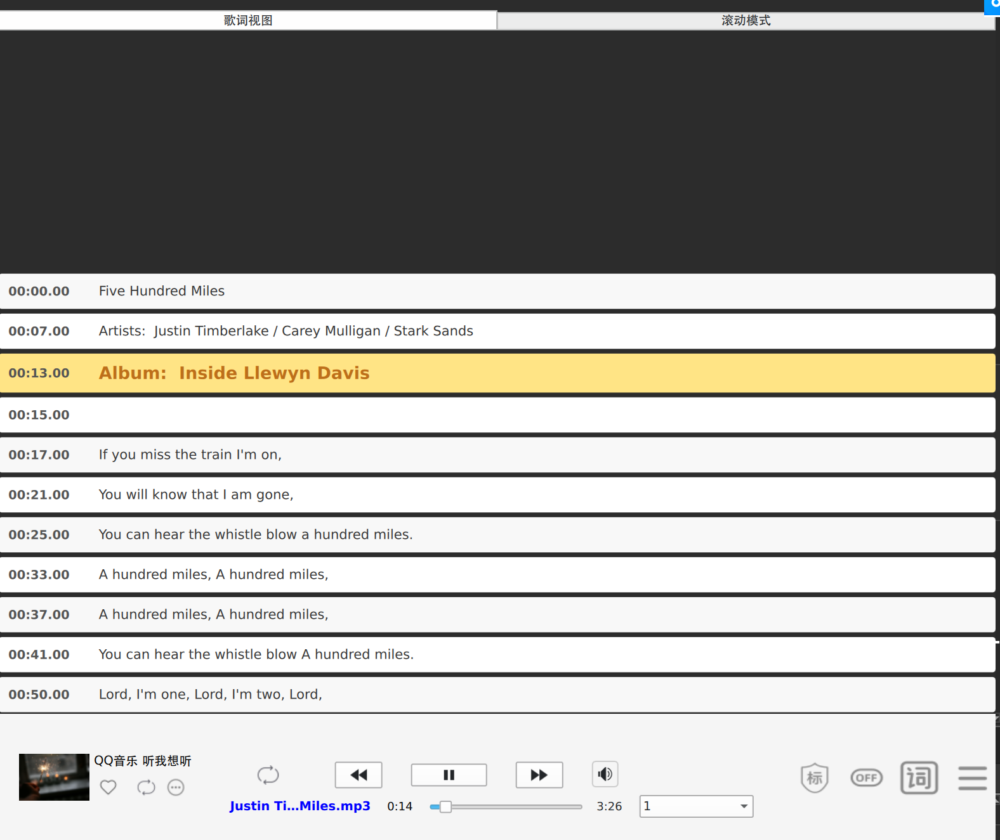 歌词视图 滚动模式
00:00.00 Five Hundred Miles
00:07.00 Artists:  Justin Timberlake / Carey Mulligan / Stark Sands
00:13.00 Album:  Inside Llewyn Davis
00:15.00
00:17.00 If you miss the train I'm on,
00:21.00 You will know that I am gone,
00:25.00 You can hear the whistle blow a hundred miles.
00:33.00 A hundred miles, A hundred miles,
00:37.00 A hundred miles, A hundred miles,
00:41.00 You can hear the whistle blow A hundred miles.
00:50.00 Lord, I'm one, Lord, I'm two, Lord,
QQ音乐 听我想听
标 OFF 词
Justin Ti...Miles.mp3 0:14 3:26 1